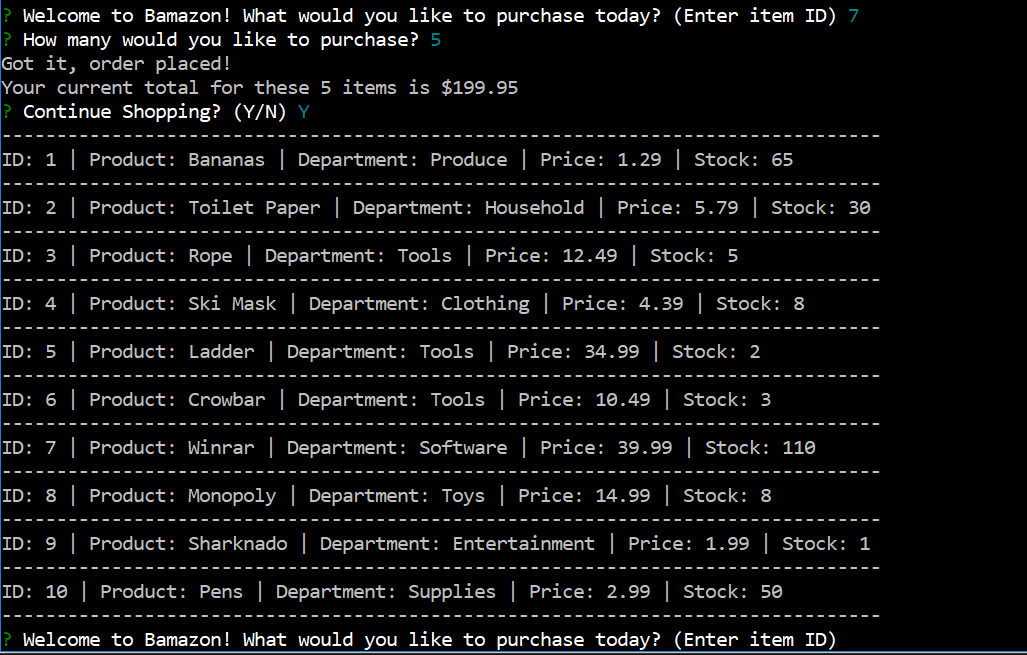 ? Welcome to Bamazon! What would you like to purchase today? (Enter item ID) 7
? How many would you like to purchase? 5
Got it, order placed!
Your current total for these 5 items is $199.95
? Continue Shopping? (Y/N) Y
--------------------------------------------------------------------------------
ID: 1 | Product: Bananas | Department: Produce | Price: 1.29 | Stock: 65
--------------------------------------------------------------------------------
ID: 2 | Product: Toilet Paper | Department: Household | Price: 5.79 | Stock: 30
--------------------------------------------------------------------------------
ID: 3 | Product: Rope | Department: Tools | Price: 12.49 | Stock: 5
--------------------------------------------------------------------------------
ID: 4 | Product: Ski Mask | Department: Clothing | Price: 4.39 | Stock: 8
--------------------------------------------------------------------------------
ID: 5 | Product: Ladder | Department: Tools | Price: 34.99 | Stock: 2
--------------------------------------------------------------------------------
ID: 6 | Product: Crowbar | Department: Tools | Price: 10.49 | Stock: 3
--------------------------------------------------------------------------------
ID: 7 | Product: Winrar | Department: Software | Price: 39.99 | Stock: 110
--------------------------------------------------------------------------------
ID: 8 | Product: Monopoly | Department: Toys | Price: 14.99 | Stock: 8
--------------------------------------------------------------------------------
ID: 9 | Product: Sharknado | Department: Entertainment | Price: 1.99 | Stock: 1
--------------------------------------------------------------------------------
ID: 10 | Product: Pens | Department: Supplies | Price: 2.99 | Stock: 50
--------------------------------------------------------------------------------
? Welcome to Bamazon! What would you like to purchase today? (Enter item ID)